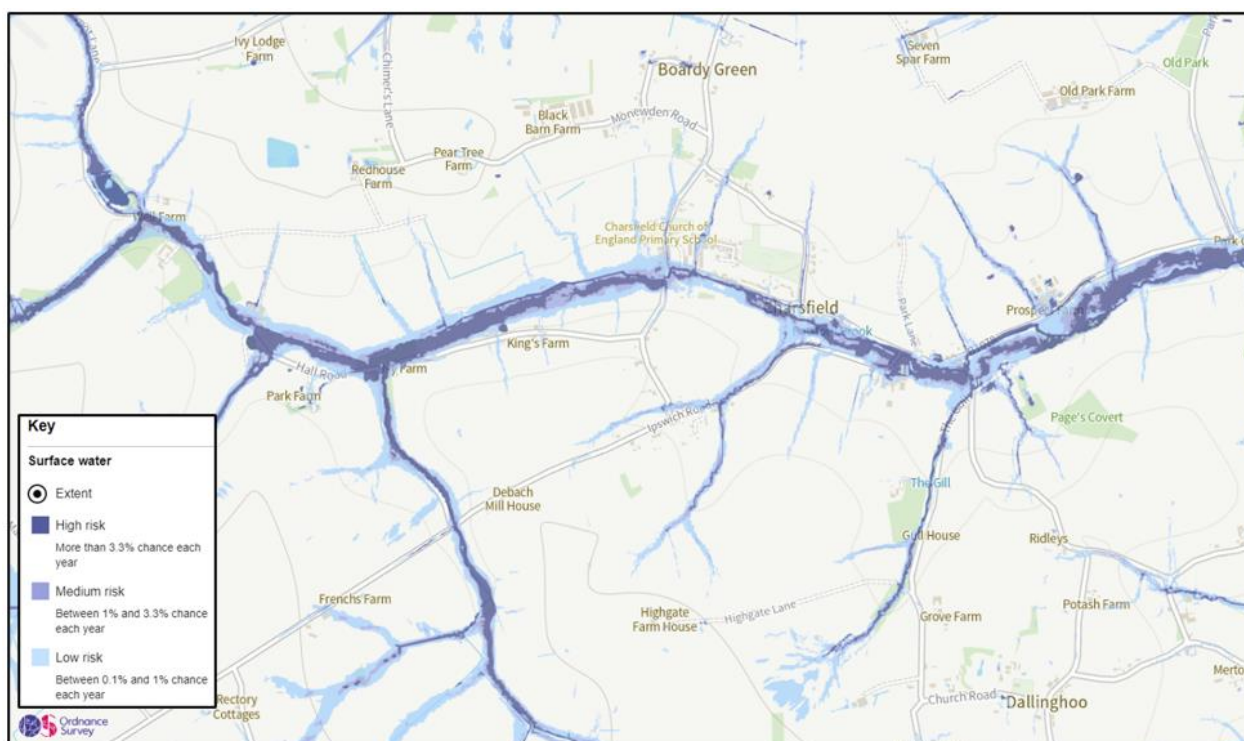 Ivy Lodge
Farm
Chimer's Lane
Boardy Green
Seven
Spar Farm
Old Park
Old Park Farm
Black
Barn Farm
Monewden Road
Pear Tree
Farm
Redhouse
Farm
Farm
Charsfield Church of
England Primary School
Park Lane
Prospect Farm
King's Farm
Hall Road
Farm
Park Farm
Ipswich Road
Page's Covert
The Gill
Debach
Mill House
Gull House
Ridleys
Frenchs Farm
Highgate
Farm House
Highgate Lane
Grove Farm
Potash Farm
Rectory
Cottages
Church Road
Dallinghoo
Key
Surface water
Extent
High risk
More than 3.3% chance each
year
Medium risk
Between 1% and 3.3% chance
each year
Low risk
Between 0.1% and 1% chance
each year
Ordnance
Survey